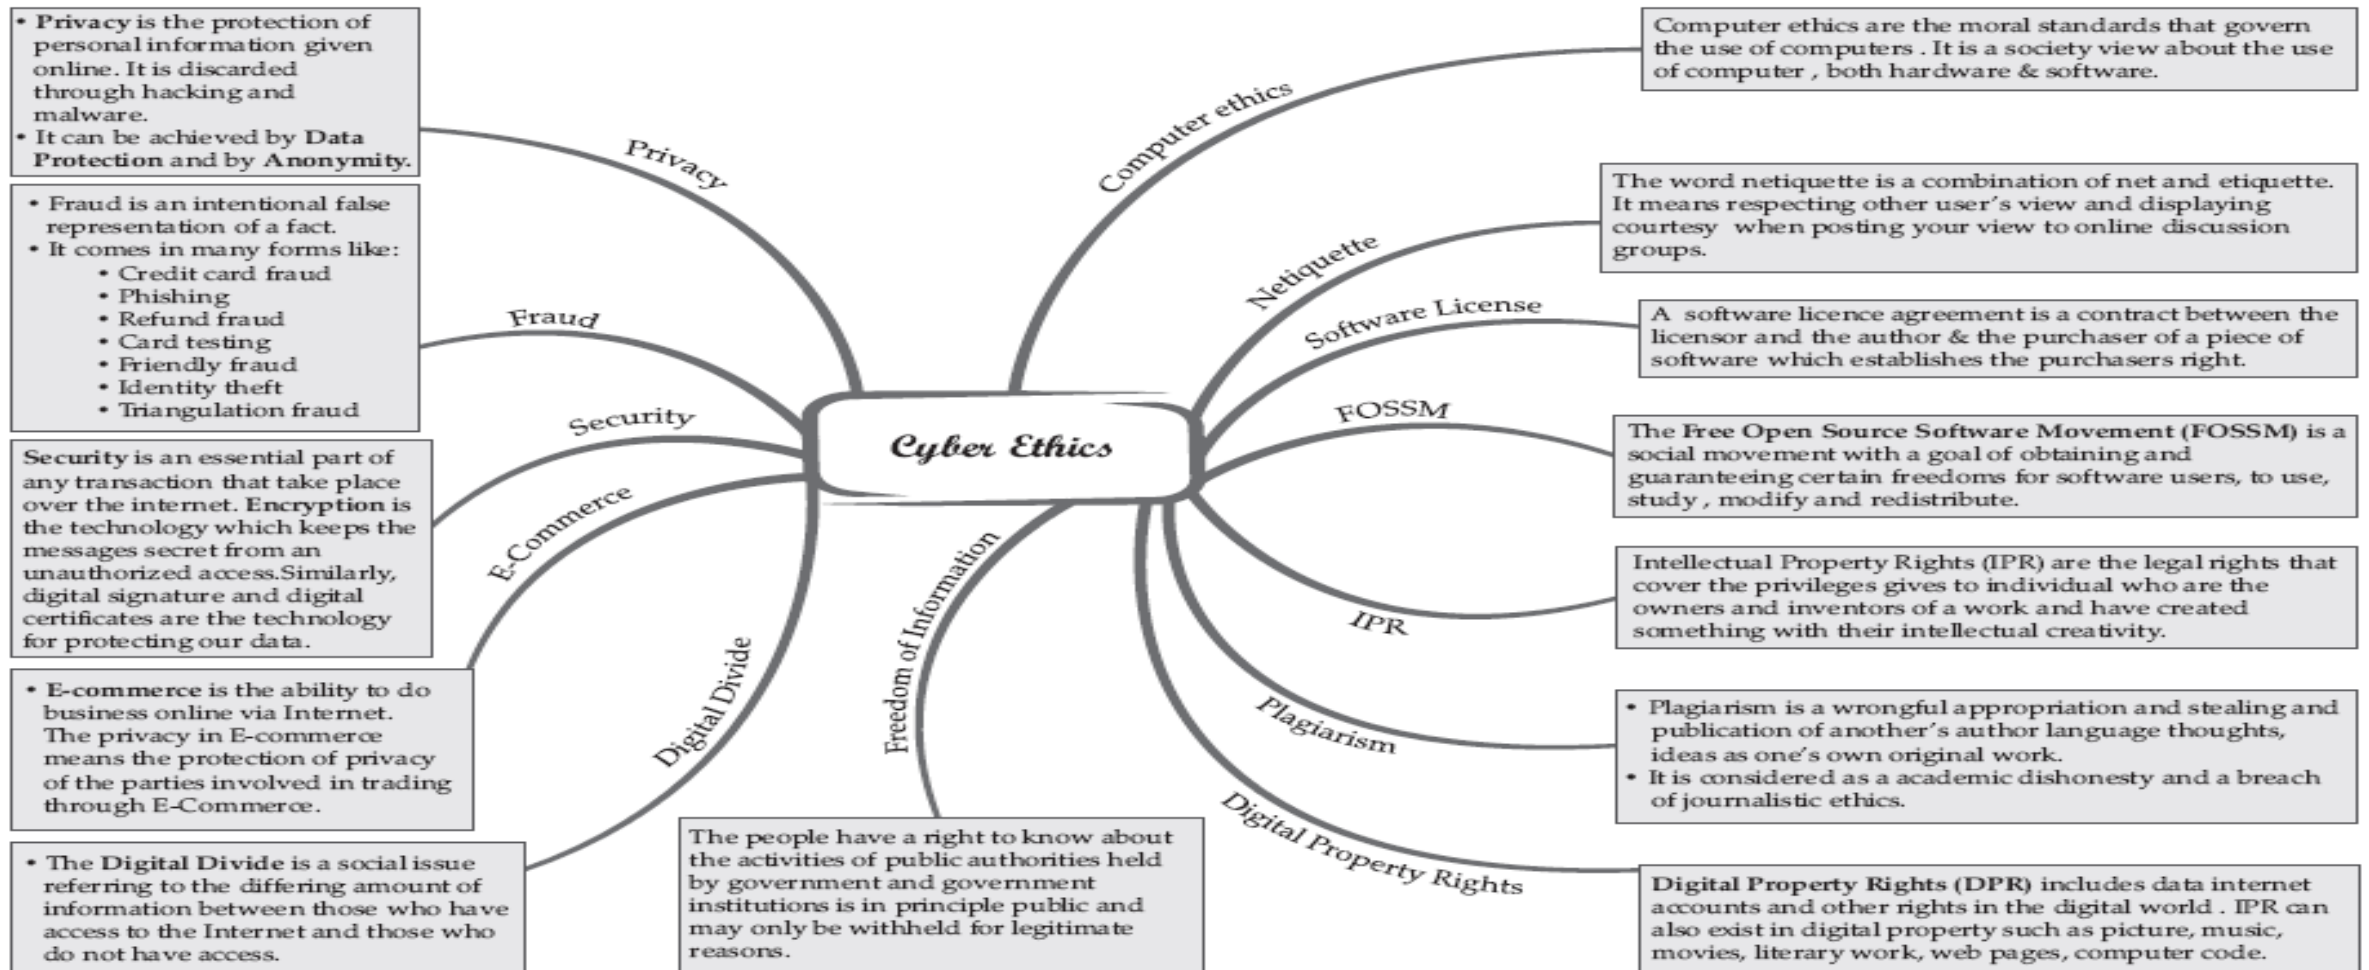 • Privacy is the protection of
personal information given
online. It is discarded
through hacking and
malware.
• It can be achieved by Data
Protection and by Anonymity.
Privacy
• Fraud is an intentional false
representation of a fact.
• It comes in many forms like:
• Credit card fraud
• Phishing
• Refund fraud
• Card testing
• Friendly fraud
• Identity theft
• Triangulation fraud
Fraud
Security is an essential part of
any transaction that take place
over the internet. Encryption is
the technology which keeps the
messages secret from an
unauthorized access.Similarly,
digital signature and digital
certificates are the technology
for protecting our data.
Security
• E-commerce is the ability to do
business online via Internet.
The privacy in E-commerce
means the protection of privacy
of the parties involved in trading
through E-Commerce.
E-Commerce
• The Digital Divide is a social issue
referring to the differing amount of
information between those who have
access to the Internet and those who
do not have access.
Digital Divide
Cyber Ethics
Freedom of Information
The people have a right to know about
the activities of public authorities held
by government and government
institutions is in principle public and
may only be withheld for legitimate
reasons.
Computer ethics
Computer ethics are the moral standards that govern
the use of computers . It is a society view about the use
of computer , both hardware & software.
Netiquette
The word netiquette is a combination of net and etiquette.
It means respecting other user's view and displaying
courtesy when posting your view to online discussion
groups.
Software License
A software licence agreement is a contract between the
licensor and the author & the purchaser of a piece of
software which establishes the purchasers right.
FOSSM
The Free Open Source Software Movement (FOSSM) is a
social movement with a goal of obtaining and
guaranteeing certain freedoms for software users, to use,
study , modify and redistribute.
IPR
Intellectual Property Rights (IPR) are the legal rights that
cover the privileges gives to individual who are the
owners and inventors of a work and have created
something with their intellectual creativity.
Plagiarism
• Plagiarism is a wrongful appropriation and stealing and
publication of another's author language thoughts,
ideas as one's own original work.
• It is considered as a academic dishonesty and a breach
of journalistic ethics.
Digital Property Rights
Digital Property Rights (DPR) includes data internet
accounts and other rights in the digital world . IPR can
also exist in digital property such as picture, music,
movies, literary work, web pages, computer code.